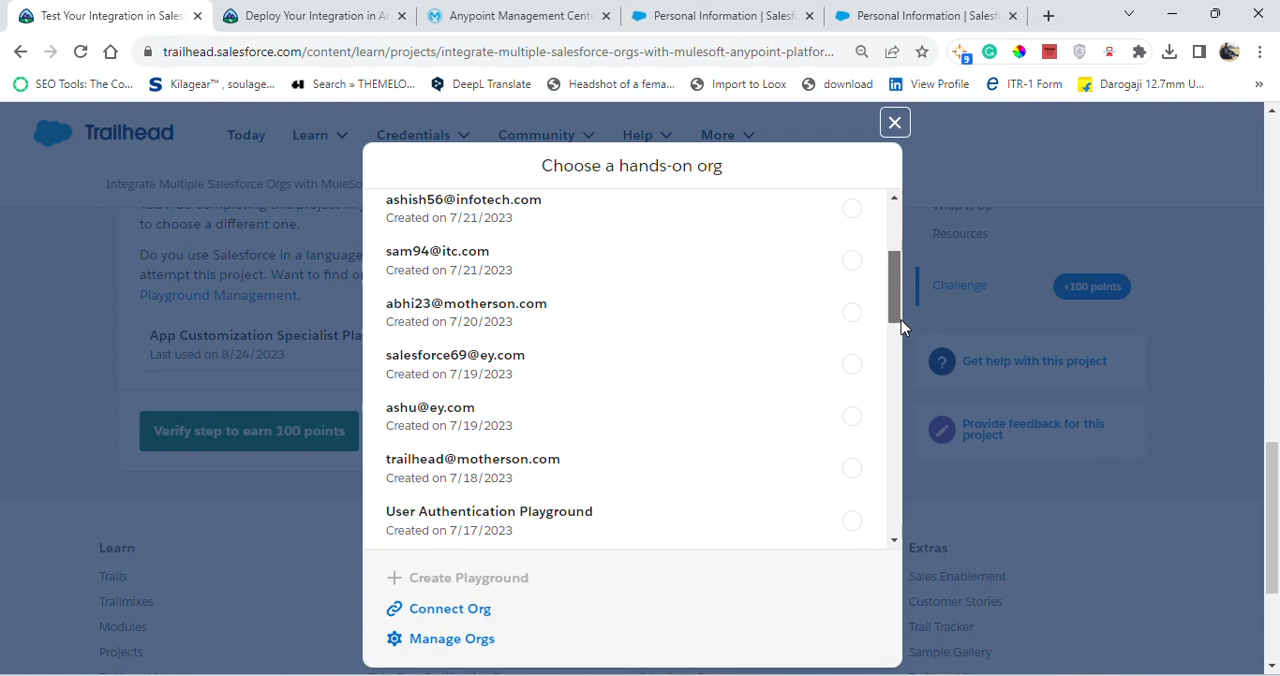 Test Your Integration in Sales
Deploy Your Integration in A
Anypoint Management Cente
Personal Information | Salesf
Personal Information | Salesf
trailhead.salesforce.com/content/learn/projects/integrate-multiple-salesforce-orgs-with-mulesoft-anypoint-platfor...
9
SEO Tools: The Co...
Kilagear™, soulage...
Search » THEMELO...
DeepL Translate
Headshot of a fema...
Import to Loox
download
View Profile
ITR-1 Form
Darogaji 12.7mm U...
»
Trailhead
Today
Learn
Credentials
Community
Help
More
Integrate Multiple Salesforce Orgs with MuleSo
to choose a different one.
Do you use Salesforce in a language
attempt this project. Want to find o
Playground Management.
App Customization Specialist Pla
Last used on 8/24/2023
Verify step to earn 100 points
Choose a hands-on org
ashish56@infotech.com
Created on 7/21/2023
sam94@itc.com
Created on 7/21/2023
abhi23@motherson.com
Created on 7/20/2023
salesforce69@ey.com
Created on 7/19/2023
ashu@ey.com
Created on 7/19/2023
trailhead@motherson.com
Created on 7/18/2023
User Authentication Playground
Created on 7/17/2023
+ Create Playground
Connect Org
Manage Orgs
Resources
Challenge
+100 points
Get help with this project
Provide feedback for this
project
Learn
Trails
Trailmixes
Modules
Projects
Extras
Sales Enablement
Customer Stories
Trail Tracker
Sample Gallery